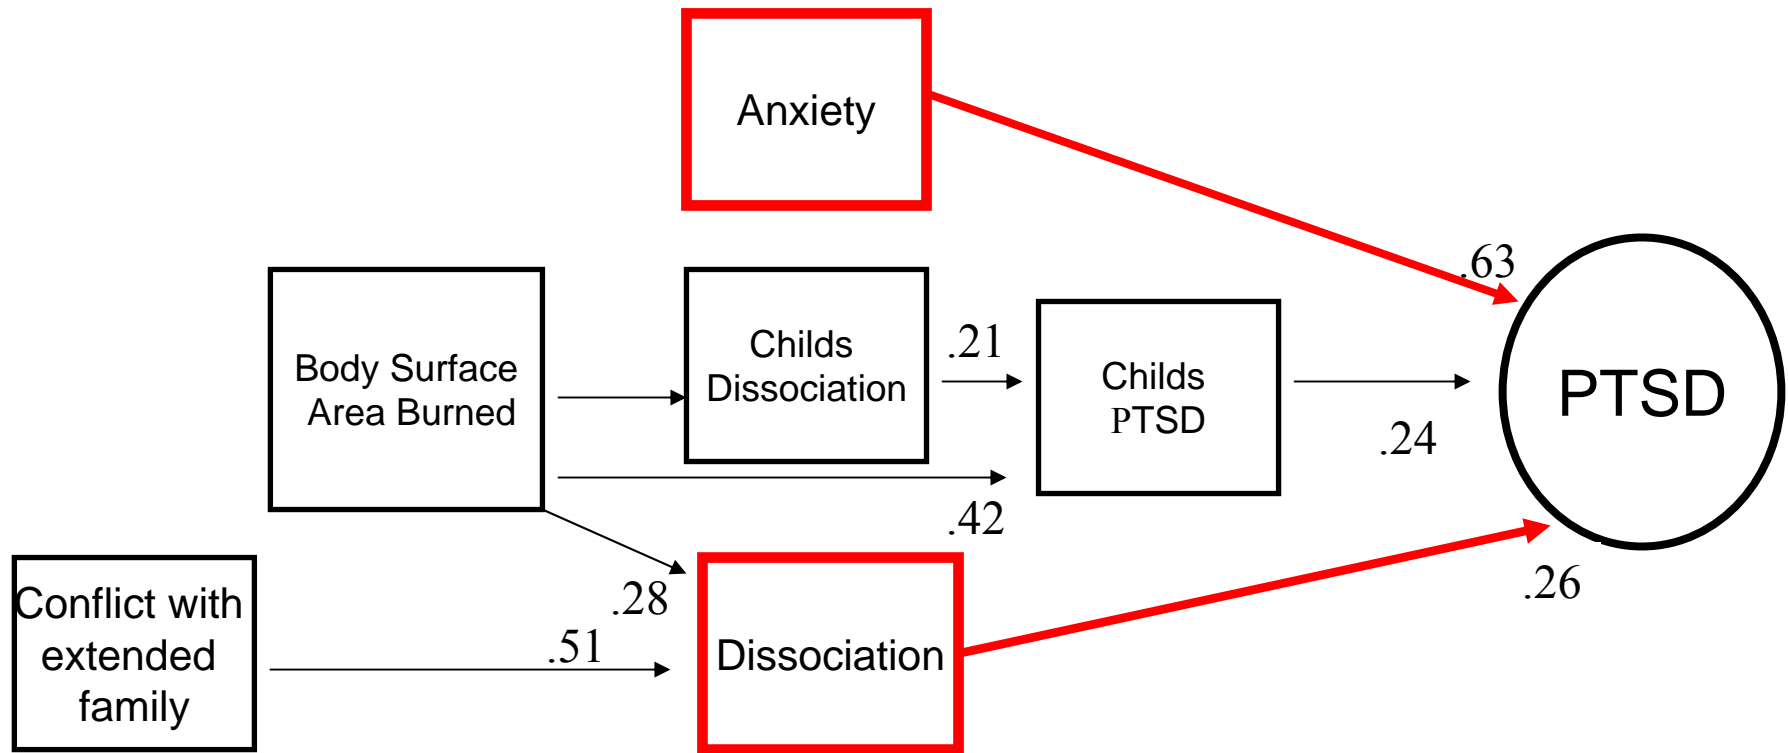 Anxiety
.63
Body Surface
Area Burned
Childs
Dissociation
.21
Childs
PTSD
.24
PTSD
.42
.28
.26
Conflict with
extended
family
.51
Dissociation